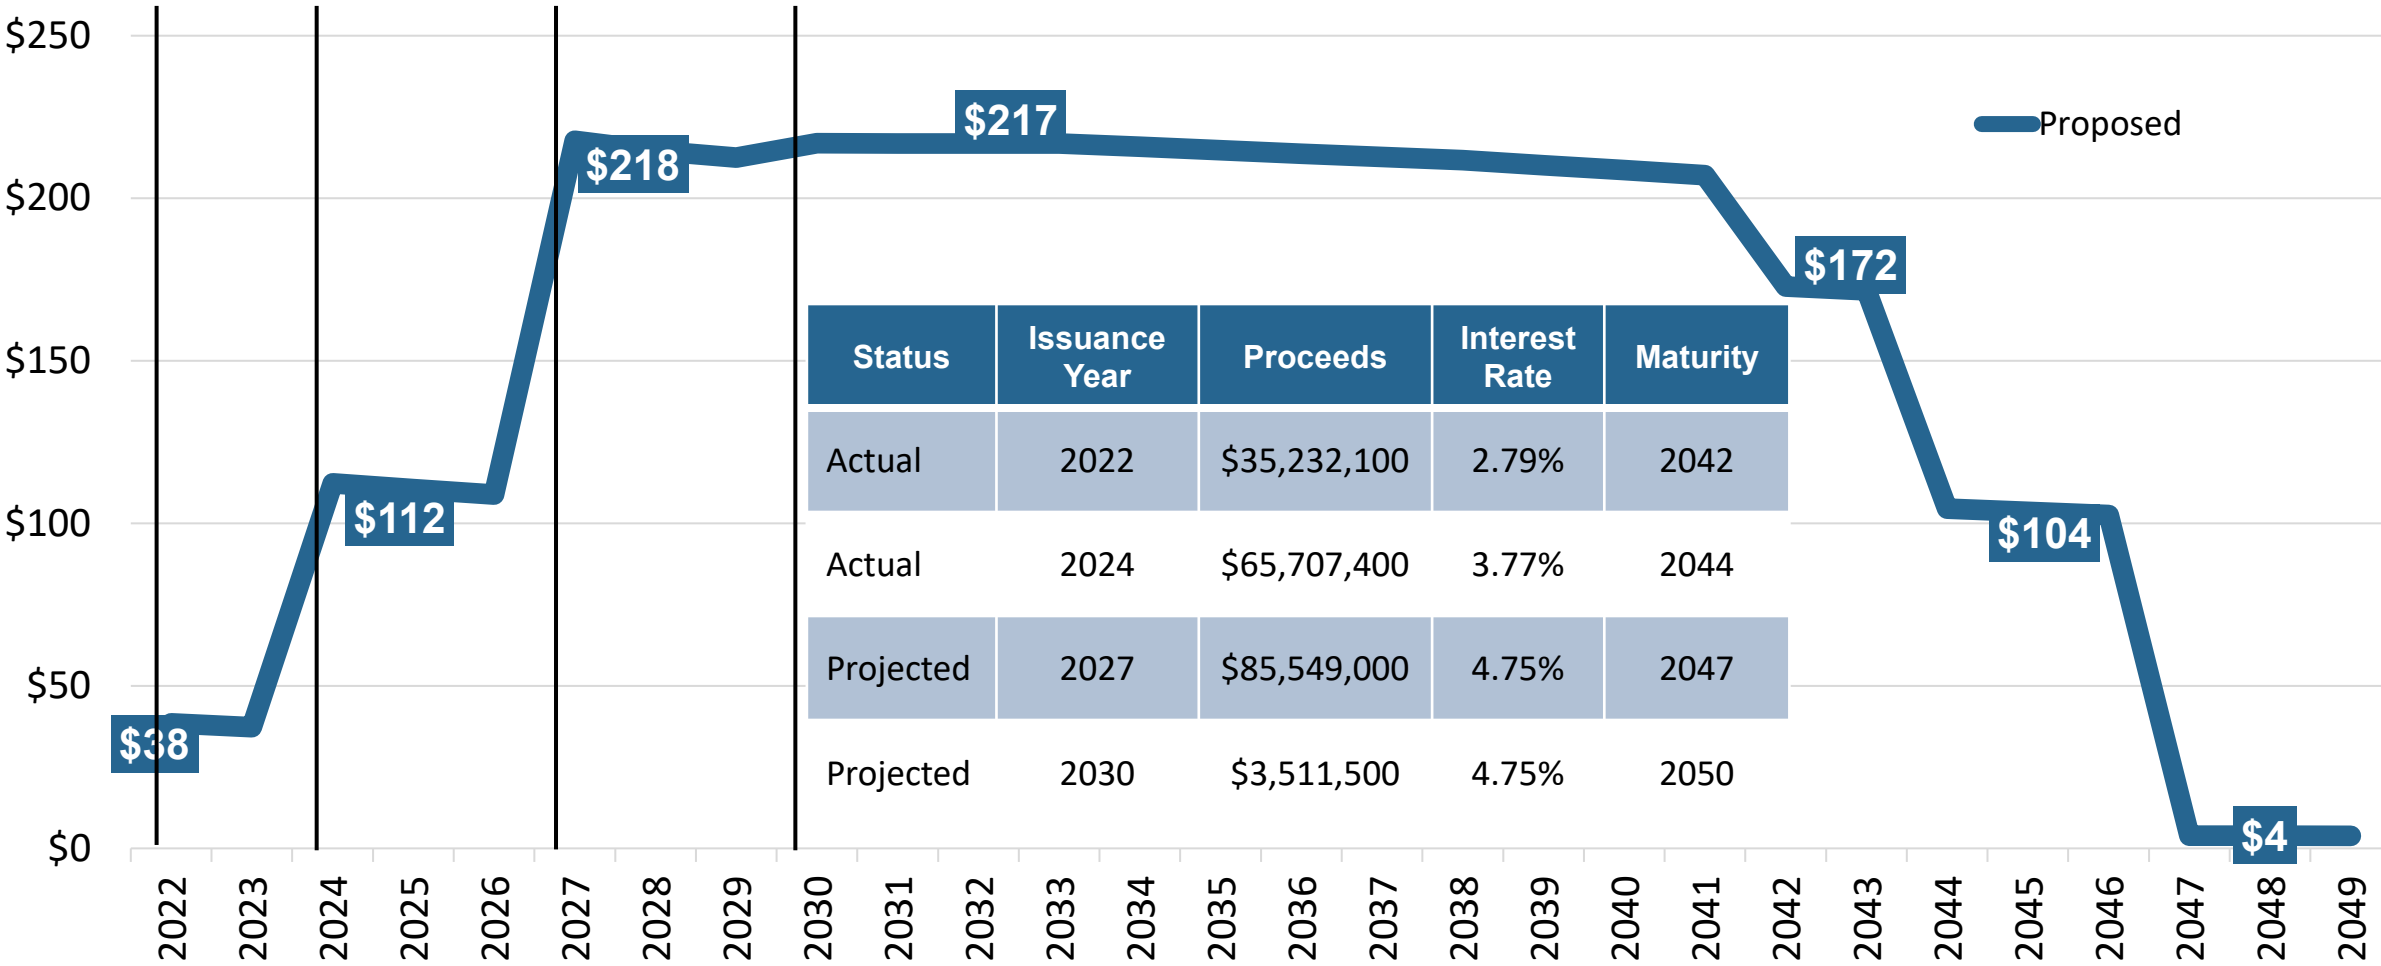 $250
$200
$150
$100
$50
$0
$38
$112
$218
$217
$172
$104
$4
Proposed
Status Issuance Year Proceeds Interest Rate Maturity
Actual 2022 $35,232,100 2.79% 2042
Actual 2024 $65,707,400 3.77% 2044
Projected 2027 $85,549,000 4.75% 2047
Projected 2030 $3,511,500 4.75% 2050
2022 2023 2024 2025 2026 2027 2028 2029 2030 2031 2032 2033 2034 2035 2036 2037 2038 2039 2040 2041 2042 2043 2044 2045 2046 2047 2048 2049